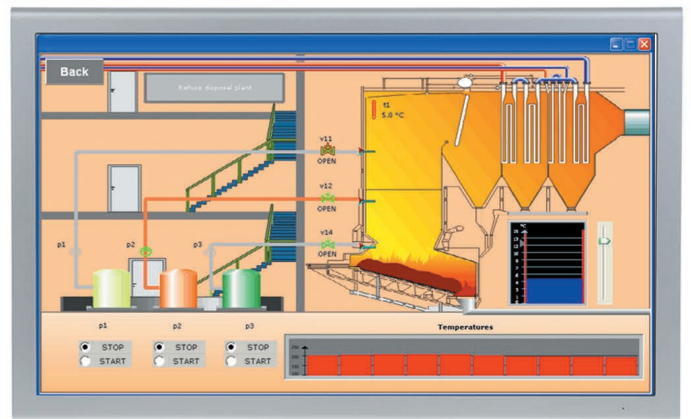 Back
Refuse disposal plant
t1
5.0 °C
v11
OPEN
v12
OPEN
v14
OPEN
p1
p2
p3
°C
p1
p2
p3
Temperatures
STOP
STOP
STOP
START
START
START